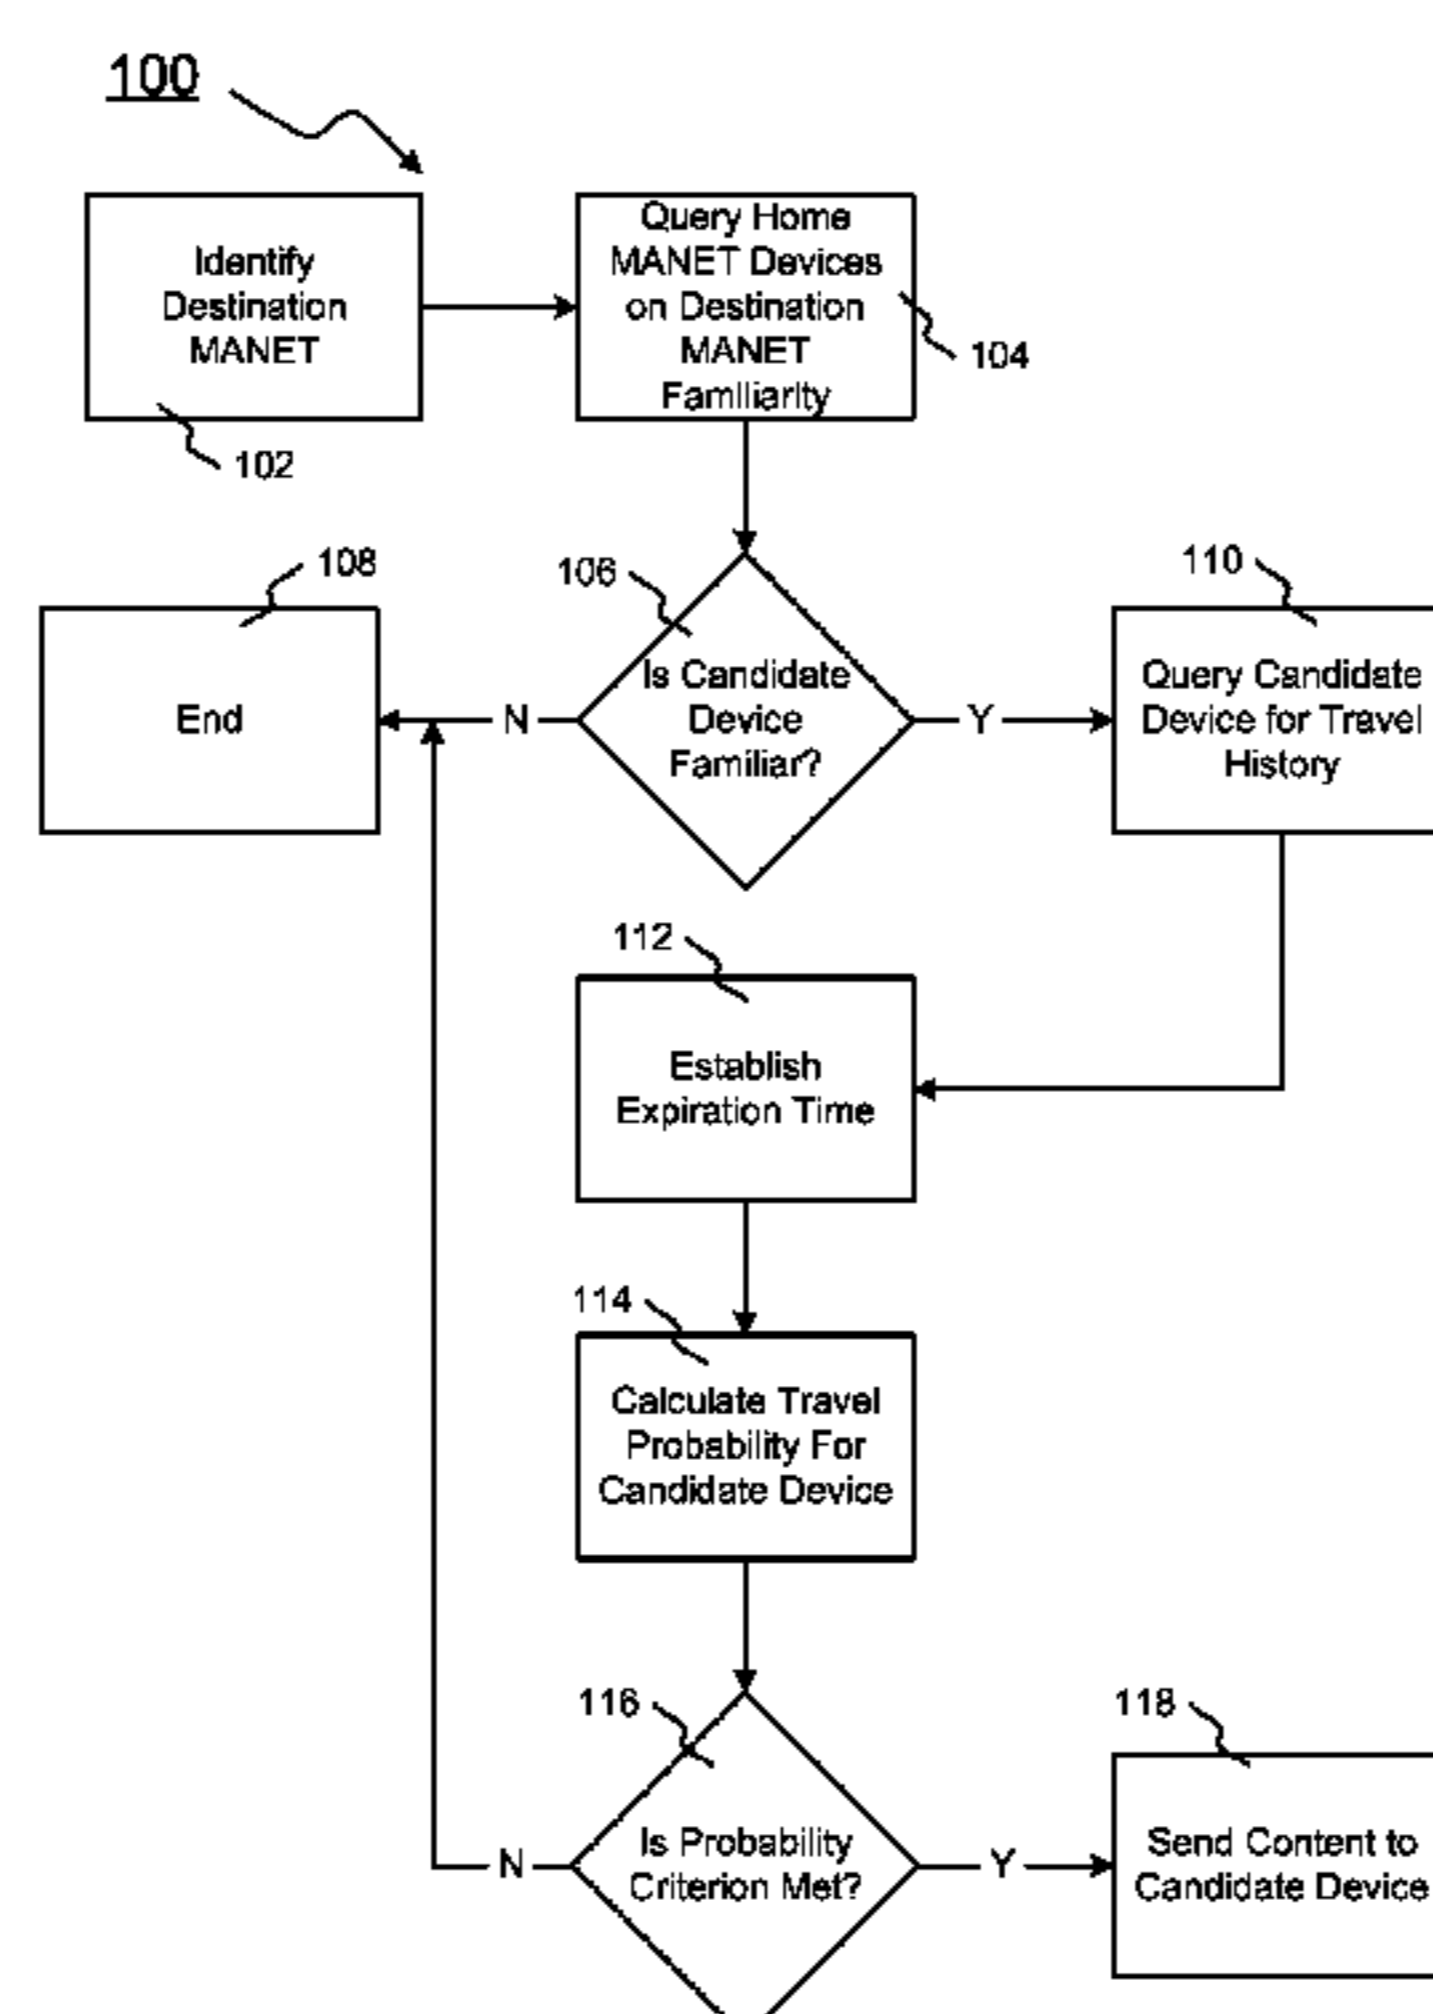 100
Identify
Destination
MANET
102
Query Home
MANET Devices
on Destination
MANET
Familiarity
104
108
End
106
Is Candidate
Device
Familiar?
N
Y
110
Query Candidate
Device for Travel
History
112
Establish
Expiration Time
114
Calculate Travel
Probability For
Candidate Device
116
Is Probability
Criterion Met?
N
Y
118
Send Content to
Candidate Device